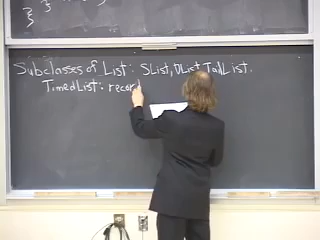 }
}
Subclasses of List: SList, DList, TailList.
TimedList: recor